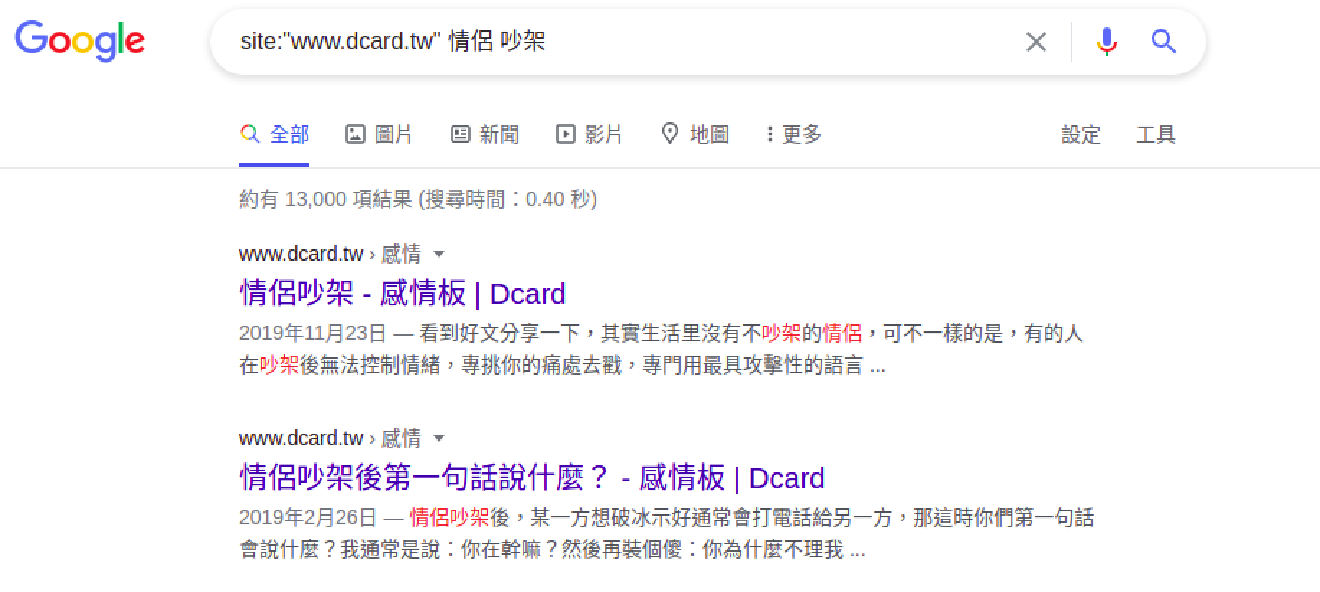 Google
site:"www.dcard.tw" 情侶 吵架
全部 圖片 新聞 影片 地圖 更多 設定 工具
約有 13,000 項結果 (搜尋時間：0.40 秒)
www.dcard.tw › 感情
情侶吵架 - 感情板 | Dcard
2019年11月23日 — 看到好文分享一下，其實生活里沒有不吵架的情侶，可不一樣的是，有的人
在吵架後無法控制情緒，專挑你的痛處去戳，專門用最具攻擊性的語言 ...
www.dcard.tw › 感情
情侶吵架後第一句話說什麼？ - 感情板 | Dcard
2019年2月26日 — 情侶吵架後，某一方想破冰示好通常會打電話給另一方，那這時你們第一句話
會說什麼？我通常是說：你在幹嘛？然後再裝個傻：你為什麼不理我 ...